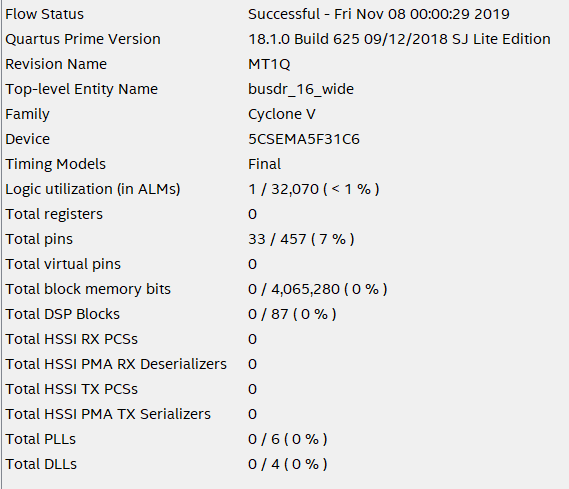 Flow Status Successful - Fri Nov 08 00:00:29 2019
Quartus Prime Version 18.1.0 Build 625 09/12/2018 SJ Lite Edition
Revision Name MT1Q
Top-level Entity Name busdr_16_wide
Family Cyclone V
Device 5CSEMA5F31C6
Timing Models Final
Logic utilization (in ALMs) 1 / 32,070 ( < 1 % )
Total registers 0
Total pins 33 / 457 ( 7 % )
Total virtual pins 0
Total block memory bits 0 / 4,065,280 ( 0 % )
Total DSP Blocks 0 / 87 ( 0 % )
Total HSSI RX PCSs 0
Total HSSI PMA RX Deserializers 0
Total HSSI TX PCSs 0
Total HSSI PMA TX Serializers 0
Total PLLs 0 / 6 ( 0 % )
Total DLLs 0 / 4 ( 0 % )